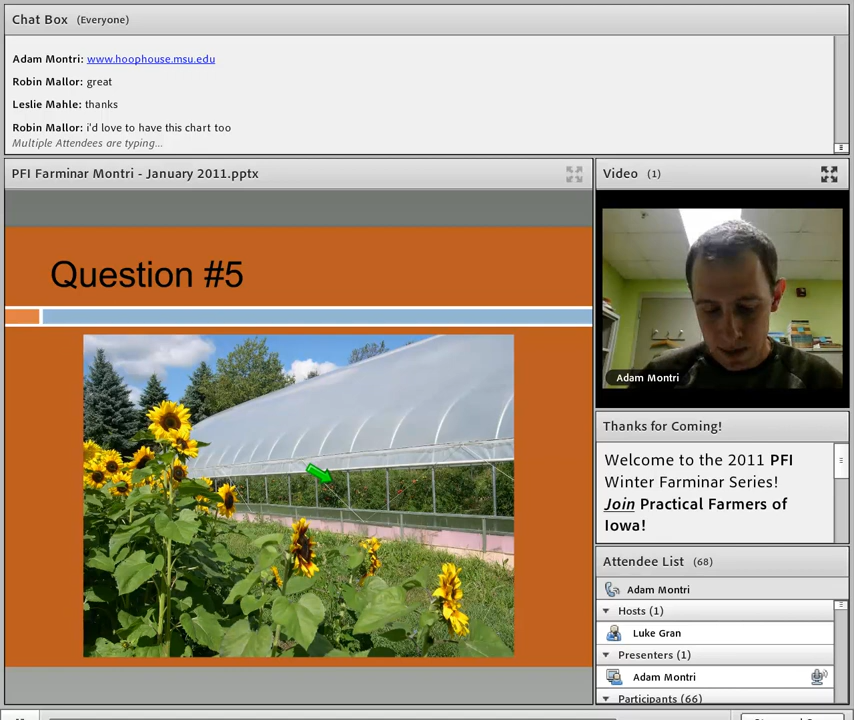 Chat Box (Everyone)
Adam Montri: www.hoophouse.msu.edu
Robin Mallor: great
Leslie Mahle: thanks
Robin Mallor: i'd love to have this chart too
Multiple Attendees are typing...
PFI Farminar Montri - January 2011.pptx
Question #5
Video (1)
Adam Montri
Thanks for Coming!
Welcome to the 2011 PFI
Winter Farminar Series!
Join Practical Farmers of
Iowa!
Attendee List (68)
Adam Montri
Hosts (1)
Luke Gran
Presenters (1)
Adam Montri
Participants (66)